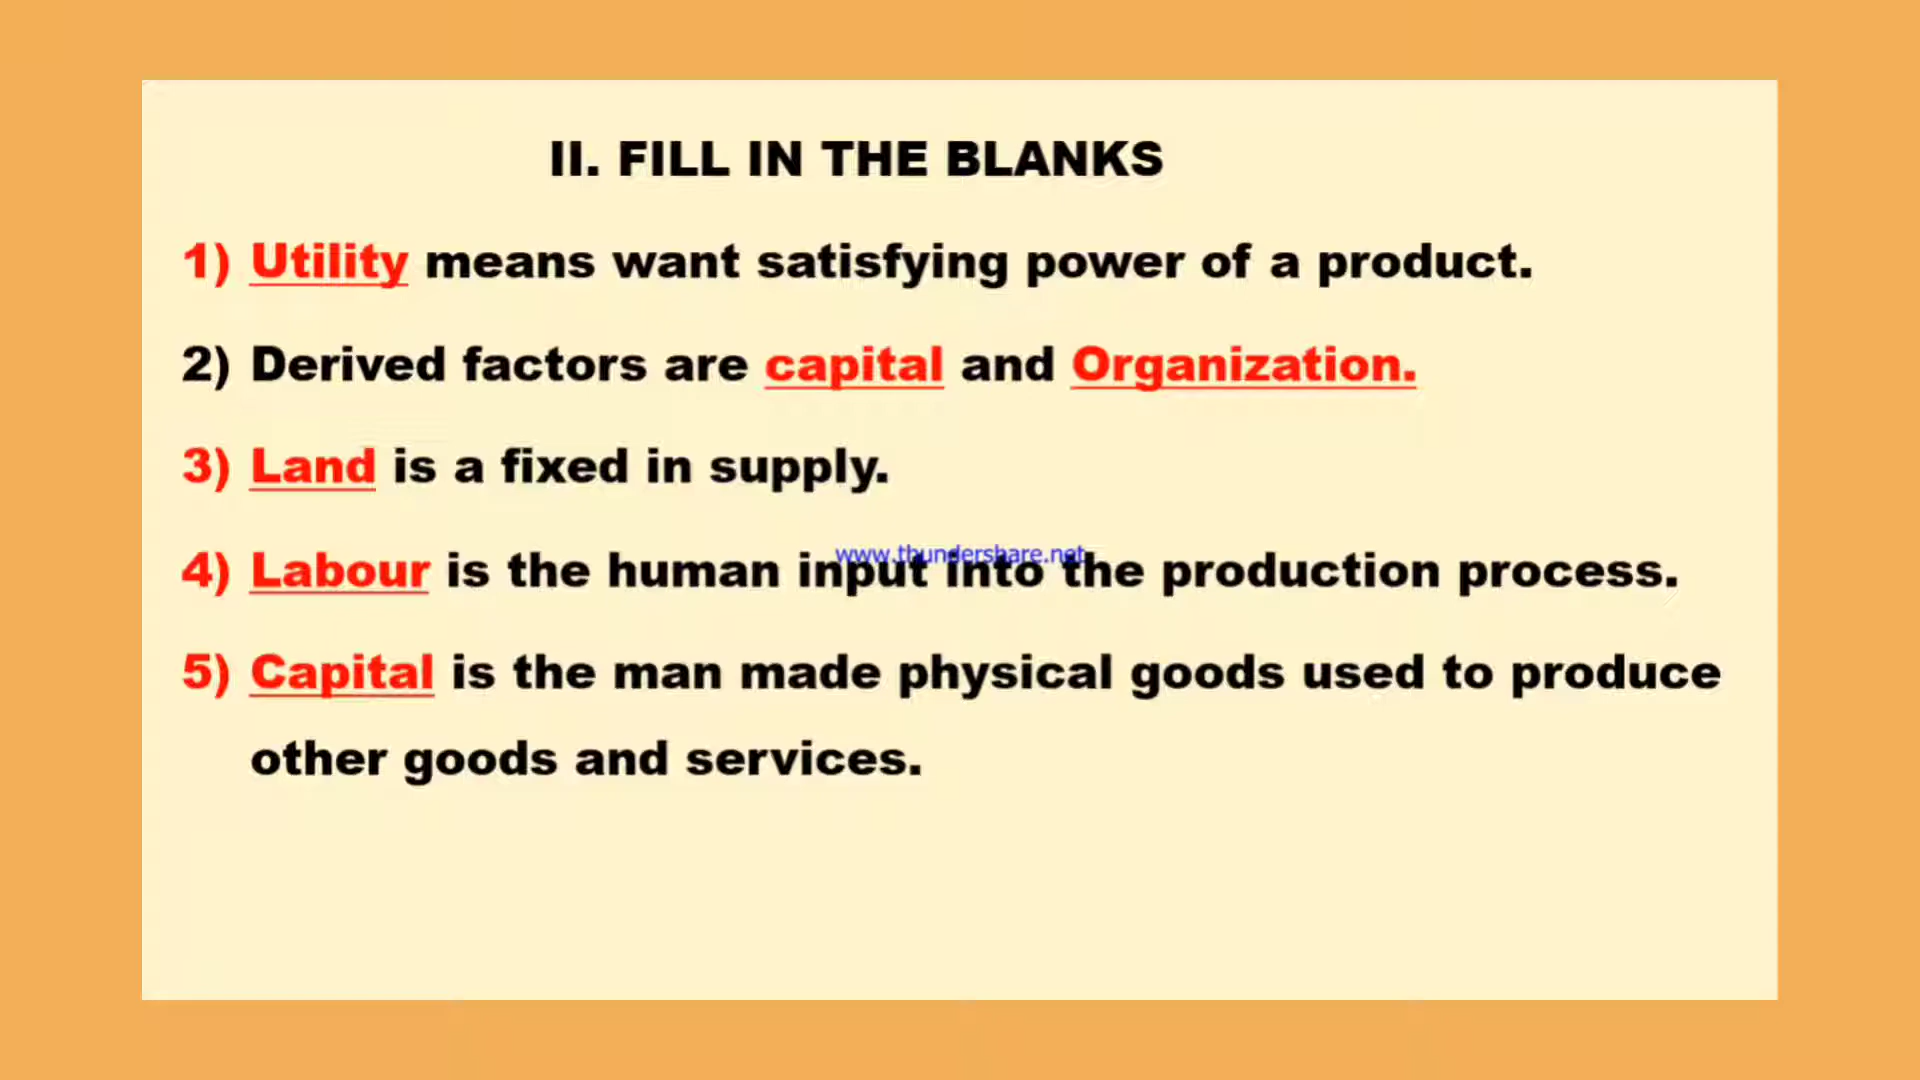 II. FILL IN THE BLANKS
1) Utility means want satisfying power of a product.
2) Derived factors are capital and Organization.
3) Land is a fixed in supply.
www.thundershare.net
4) Labour is the human input into the production process.
5) Capital is the man made physical goods used to produce
other goods and services.